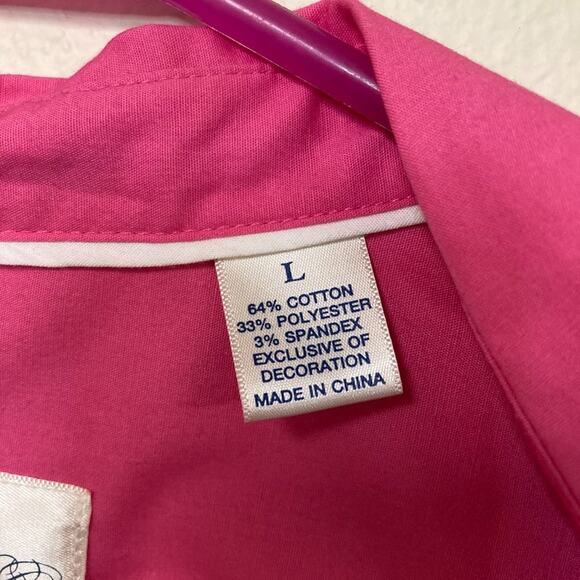 L
64% COTTON
33% POLYESTER
3% SPANDEX
EXCLUSIVE OF
DECORATION
MADE IN CHINA